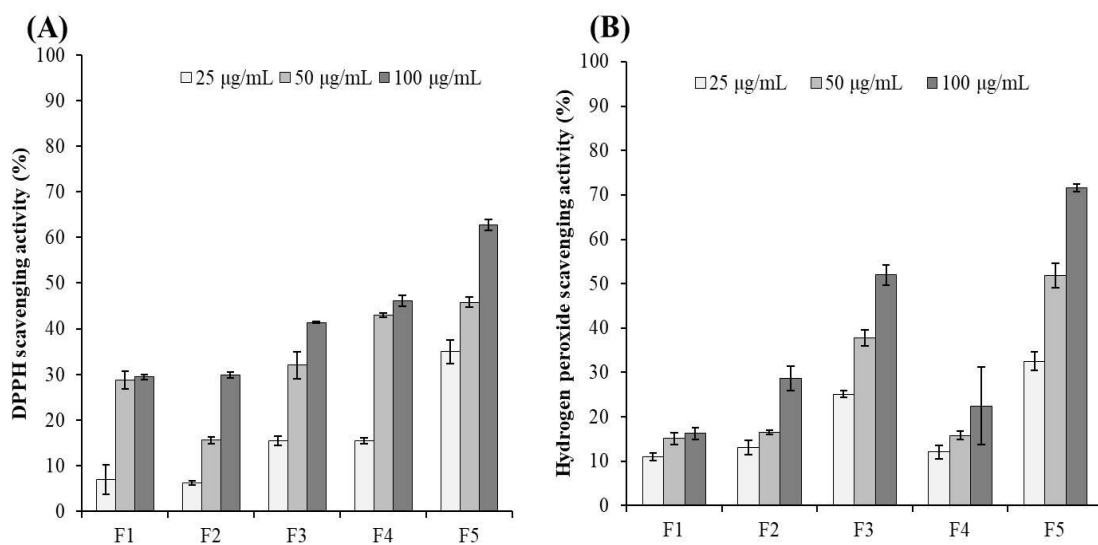 (A)
100
90
80
70
60
50
40
30
20
10
0
DPPH scavenging activity (%)
25 μg/mL 50 μg/mL 100 μg/mL
F1 F2 F3 F4 F5
(B)
100
90
80
70
60
50
40
30
20
10
0
Hydrogen peroxide scavenging activity (%)
25 μg/mL 50 μg/mL 100 μg/mL
F1 F2 F3 F4 F5